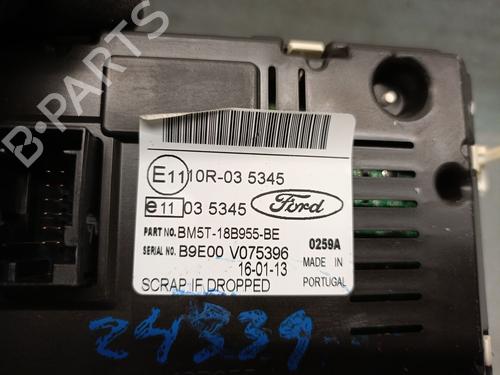 B-PARTS
E11 10R-03 5345
e11 03 5345 Ford
PART NO. BM5T-18B955-BE
SERIAL NO. B9E00 V075396 0259A
16-01-13 MADE IN
SCRAP IF DROPPED PORTUGAL
24339